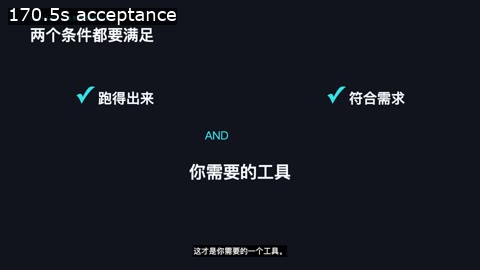 170.5s acceptance
两个条件都要满足
跑得出来
符合需求
AND
你需要的工具
这才是你需要的一个工具。